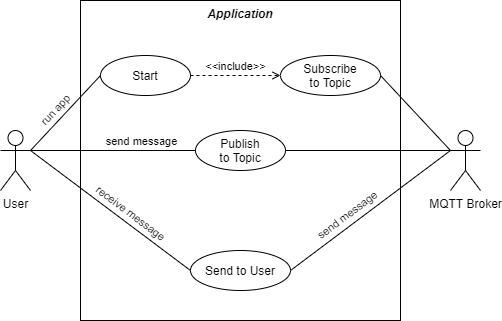 Application
Start
<<include>>
Subscribe
to Topic
run app
send message
Publish
to Topic
User
MQTT Broker
receive message
send message
Send to User